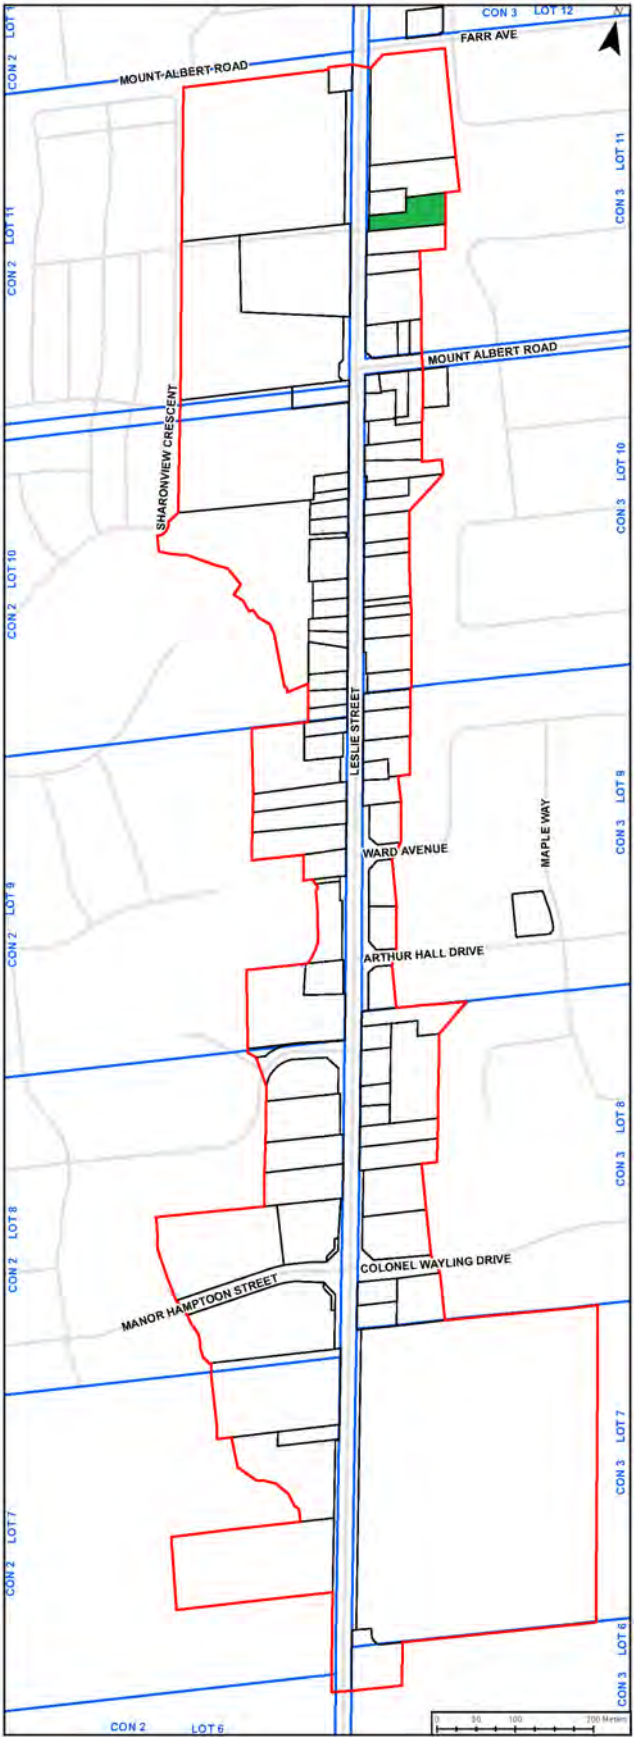 CON 3 LOT 12
N
FARR AVE
CON 2 LOT 1
MOUNT-ALBERT-ROAD
CON 3 LOT 11
CON 2 LOT 11
MOUNT ALBERT ROAD
SHARONVIEW CRESCENT
CON 3 LOT 10
CON 2 LOT 10
LESLIE STREET
CON 3 LOT 9
MAPLE WAY
WARD AVENUE
CON 2 LOT 9
ARTHUR HALL DRIVE
CON 3 LOT 8
CON 2 LOT 8
COLONEL WAYLING DRIVE
MANOR HAMPTOON STREET
CON 3 LOT 7
CON 2 LOT 7
CON 3 LOT 6
CON 2 LOT 6
0 50 100 200 Meters